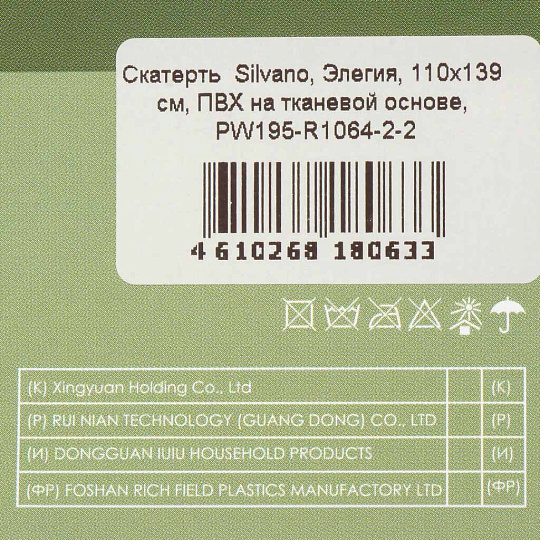 Скатерть Silvano, Элегия, 110х139
см, ПВХ на тканевой основе,
PW195-R1064-2-2
4 610268 180633
(К) Xingyuan Holding Co., Ltd (К)
(Р) RUI NIAN TECHNOLOGY (GUANG DONG) CO., LTD (Р)
(И) DONGGUAN IUIU HOUSEHOLD PRODUCTS (И)
(ФР) FOSHAN RICH FIELD PLASTICS MANUFACTORY LTD (ФР)